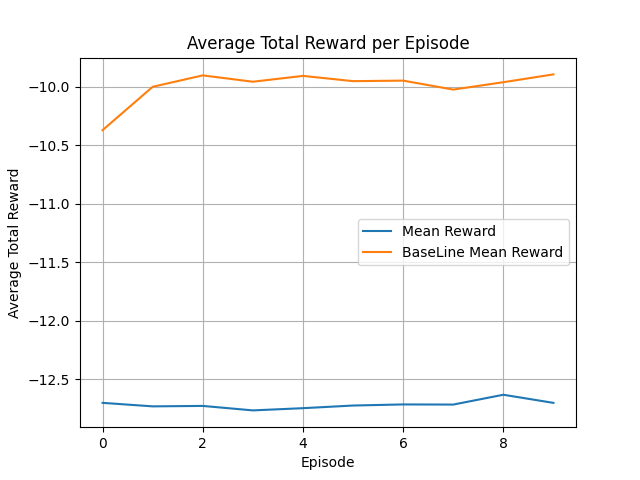 Average Total Reward per Episode
Average Total Reward
−10.0
−10.5
−11.0
−11.5
−12.0
−12.5
Mean Reward
BaseLine Mean Reward
0 2 4 6 8
Episode